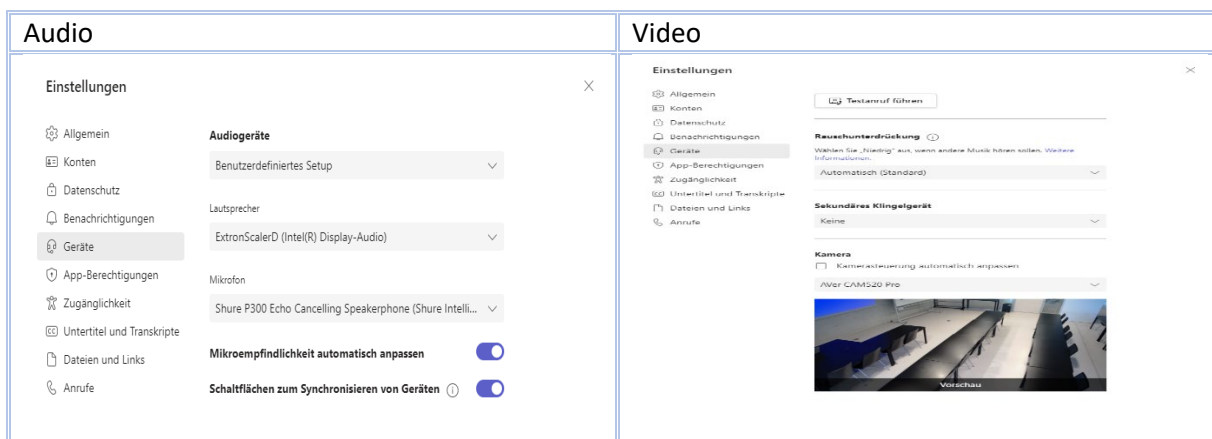 Audio
Einstellungen
Allgemein
Konten
Datenschutz
Benachrichtigungen
Geräte
App-Berechtigungen
Zugänglichkeit
Untertitel und Transkripte
Dateien und Links
Anrufe
Audiogeräte
Benutzerdefiniertes Setup
Lautsprecher
ExtronScalerD (Intel(R) Display-Audio)
Mikrofon
Shure P300 Echo Cancelling Speakerphone (Shure Intelli...
Mikroempfindlichkeit automatisch anpassen
Schaltflächen zum Synchronisieren von Geräten
Video
Einstellungen
Allgemein
Konten
Datenschutz
Benachrichtigungen
Geräte
App-Berechtigungen
Zugänglichkeit
Untertitel und Transkripte
Dateien und Links
Anrufe
Testanruf führen
Rauschunterdrückung
Wählen Sie „Niedrig" aus, wenn andere Musik hören sollen. Weitere
Informationen.
Automatisch (Standard)
Sekundäres Klingelgerät
Keine
Kamera
Kamerasteuerung automatisch anpassen
AVer CAM520 Pro
Vorschau